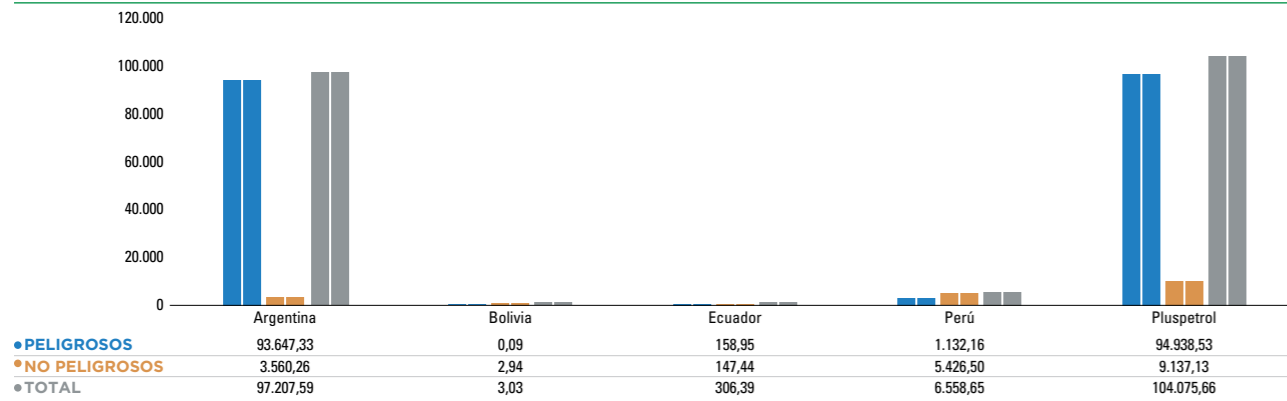 120.000
100.000
80.000
60.000
40.000
20.000
0
Argentina Bolivia Ecuador Perú Pluspetrol
PELIGROSOS 93.647,33 0,09 158,95 1.132,16 94.938,53
NO PELIGROSOS 3.560,26 2,94 147,44 5.426,50 9.137,13
TOTAL 97.207,59 3,03 306,39 6.558,65 104.075,66